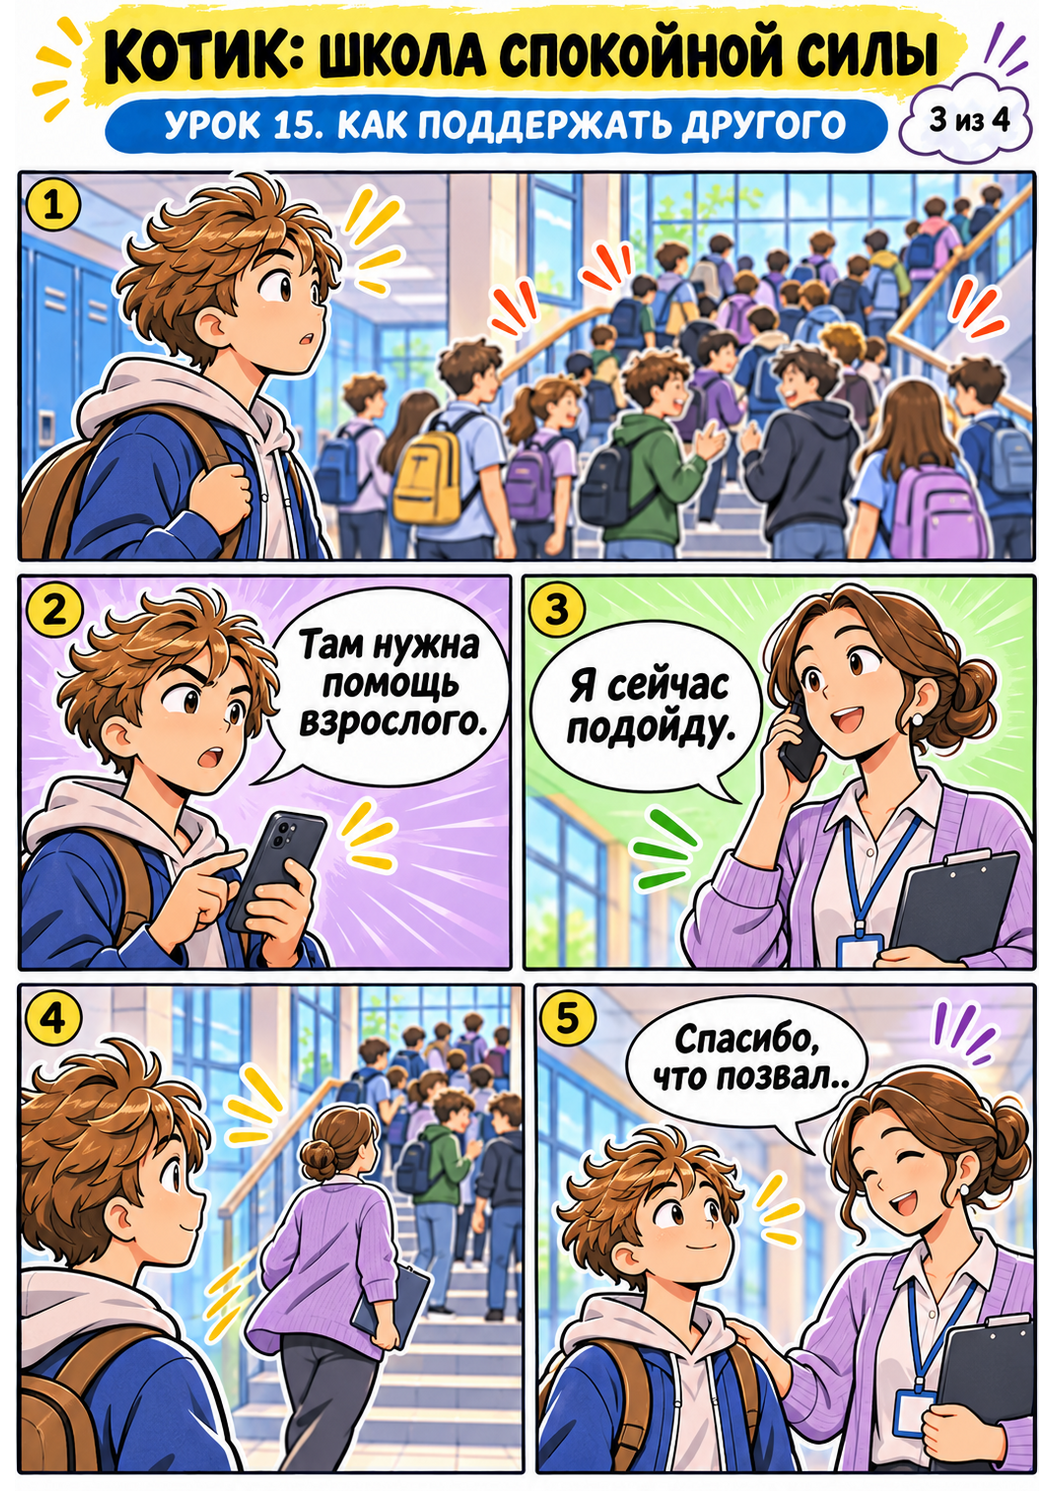 КОТИК: ШКОЛА СПОКОЙНОЙ СИЛЫ
УРОК 15. КАК ПОДДЕРЖАТЬ ДРУГОГО
3 из 4
1
2
Там нужна
помощь
взрослого.
3
Я сейчас
подойду.
4
5
Спасибо,
что позвал..